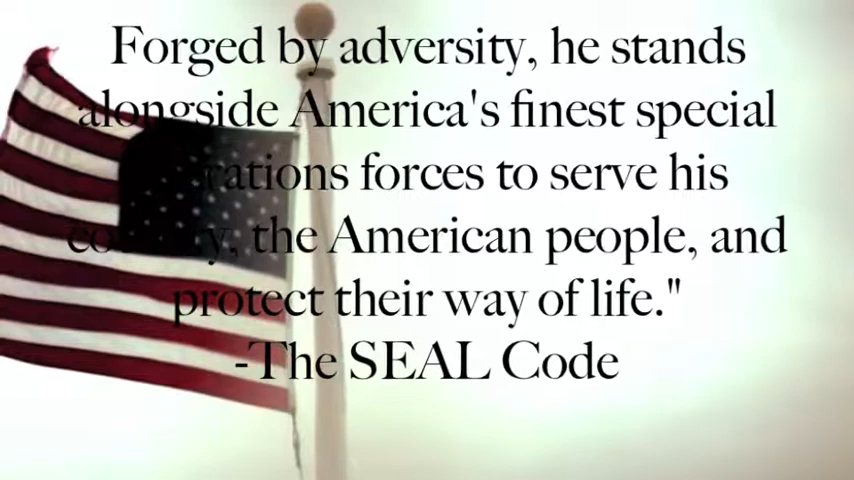 Forged by adversity, he stands
alongside America's finest special
rations forces to serve his
the American people, and
protect their way of life."
-The SEAL Code